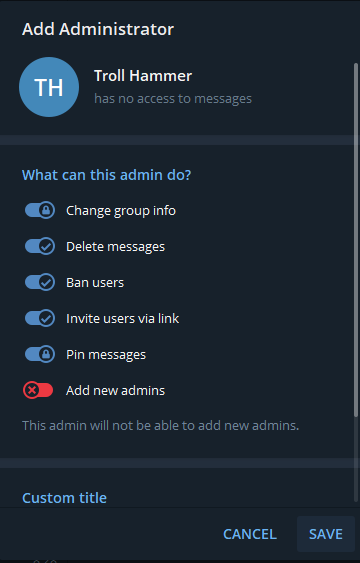 Add Administrator
TH
Troll Hammer
has no access to messages
What can this admin do?
Change group info
Delete messages
Ban users
Invite users via link
Pin messages
Add new admins
This admin will not be able to add new admins.
Custom title
CANCEL SAVE